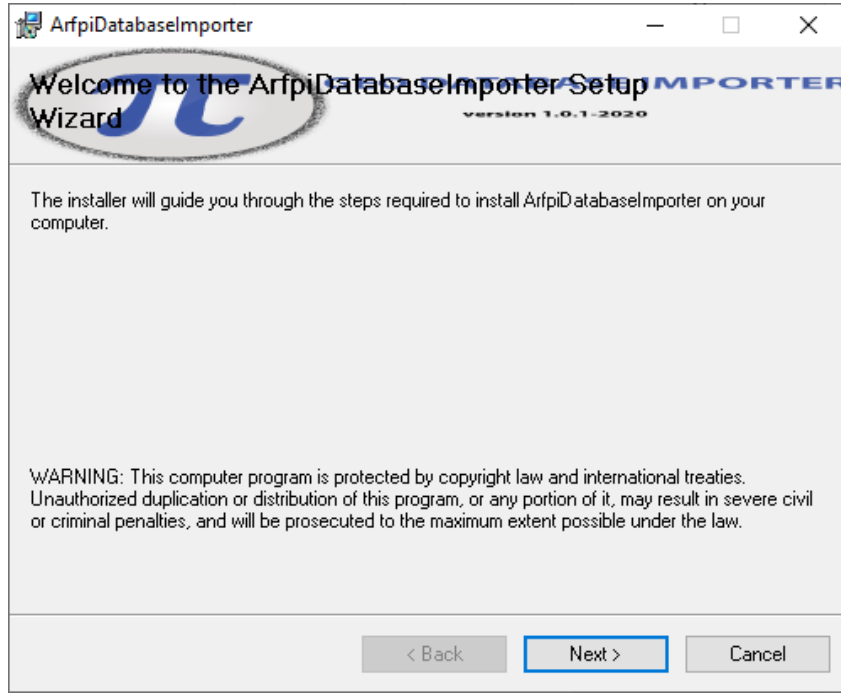 ArfpiDatabaseImporter
Welcome to the ArfpiDatabaseImporter Setup
Wizard
IMPORTER
version 1.0.1-2020
The installer will guide you through the steps required to install ArfpiDatabaseImporter on your
computer.
WARNING: This computer program is protected by copyright law and international treaties.
Unauthorized duplication or distribution of this program, or any portion of it, may result in severe civil
or criminal penalties, and will be prosecuted to the maximum extent possible under the law.
< Back
Next >
Cancel